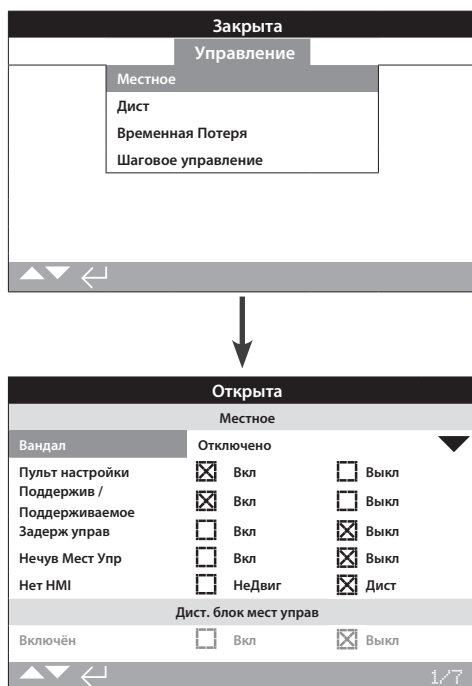 Закрыта
Управление
Местное
Дист
Временная Потеря
Шаговое управление
Открыта
Местное
Вандал Отключено
Пульт настройки Вкл Выкл
Поддержив /
Поддерживаемое Вкл Выкл
Задерж управ Вкл Выкл
Нечув Мест Упр Вкл Выкл
Нет HMI НеДвиг Дист
Дист. блок мест управ
Включён Вкл Выкл
1/7